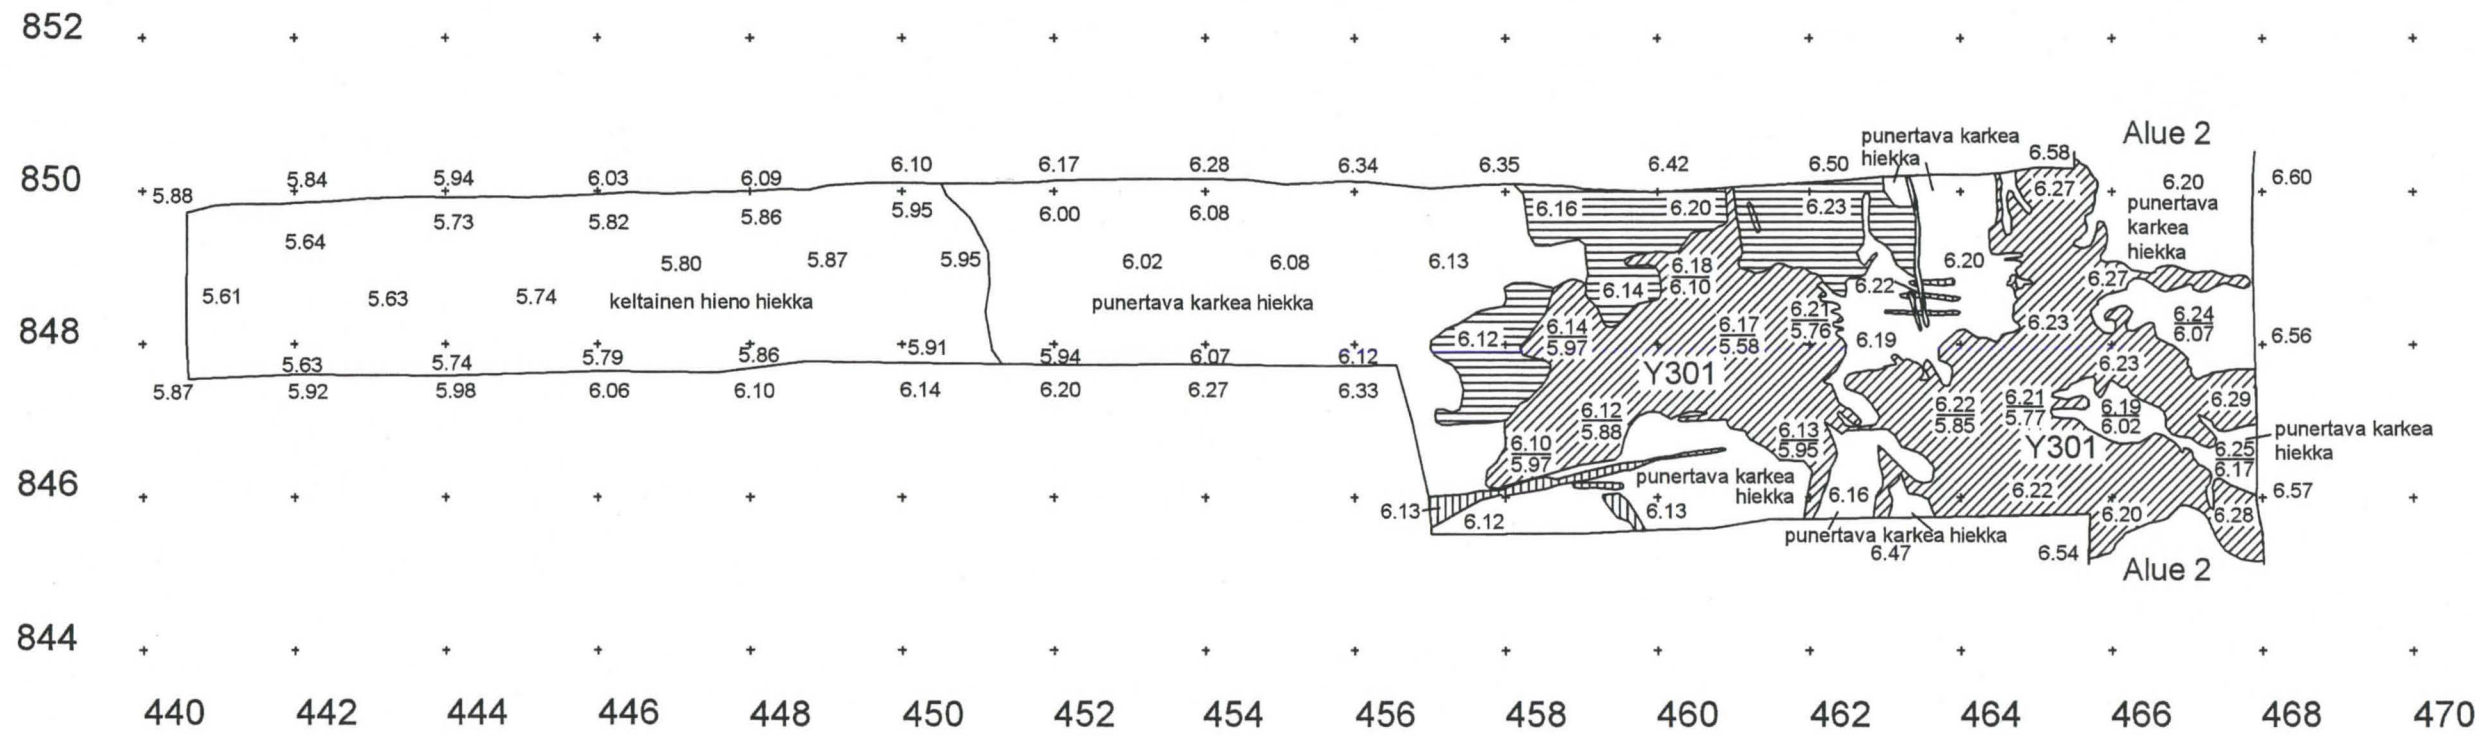 852
Alue 2
punertava karkea
hiekka
6.10 6.17 6.28 6.34 6.35 6.42 6.50 6.58
850
5.88 5.84 5.94 6.03 6.09 6.27 6.20 6.60
5.73 5.82 5.86 5.95 6.00 6.08 6.16 6.20 6.23
punertava
karkea
hiekka
5.64
5.80 5.87 5.95 6.02 6.08 6.13 6.18 6.20
6.10
6.27
5.61 5.63 5.74 keltainen hieno hiekka punertava karkea hiekka 6.14 6.22
848
6.12 6.14 6.17 6.21 6.19 6.23 6.24 6.56
5.97 5.58 5.76 6.07
5.63 5.74 5.79 5.86 5.91 5.94 6.07 6.12 6.23
5.87 5.92 5.98 6.06 6.10 6.14 6.20 6.27 6.33 Y301
6.12 6.22 6.21 6.19 6.29
5.88 5.85 5.77 6.02
6.10 6.13 Y301 6.25 punertava karkea
5.97 5.95 6.17 hiekka
846
punertava karkea
hiekka
6.16 6.22 6.57
6.13 6.12 6.13 6.20 6.28
punertava karkea hiekka
6.47 6.54
Alue 2
844
440 442 444 446 448 450 452 454 456 458 460 462 464 466 468 470